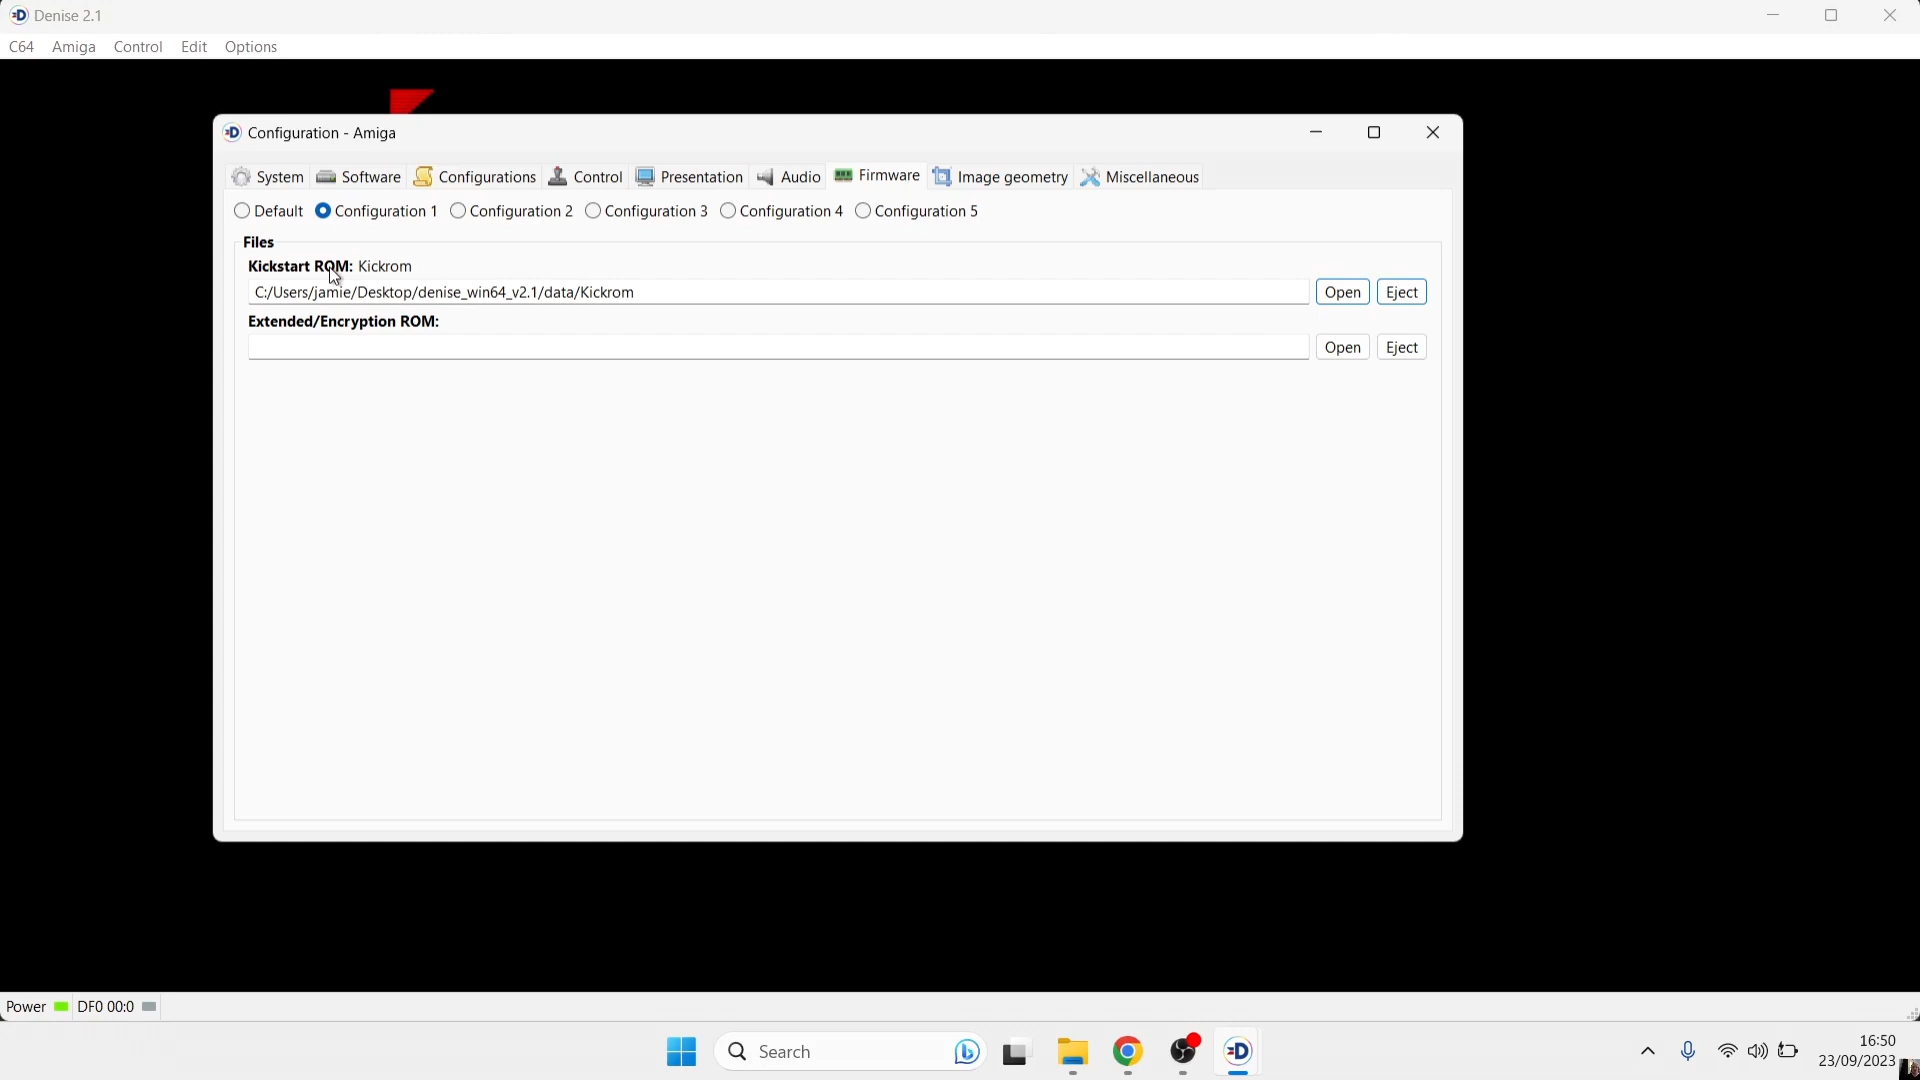 Denise 2.1
C64 Amiga Control Edit Options
Configuration - Amiga
System Software Configurations Control Presentation Audio Firmware Image geometry Miscellaneous
Default Configuration 1 Configuration 2 Configuration 3 Configuration 4 Configuration 5
Files
Kickstart ROM: Kickrom
C:/Users/jamie/Desktop/denise_win64_v2.1/data/Kickrom Open Eject
Extended/Encryption ROM:
Open Eject
Power DF0 00:0
Search
16:50
23/09/2023